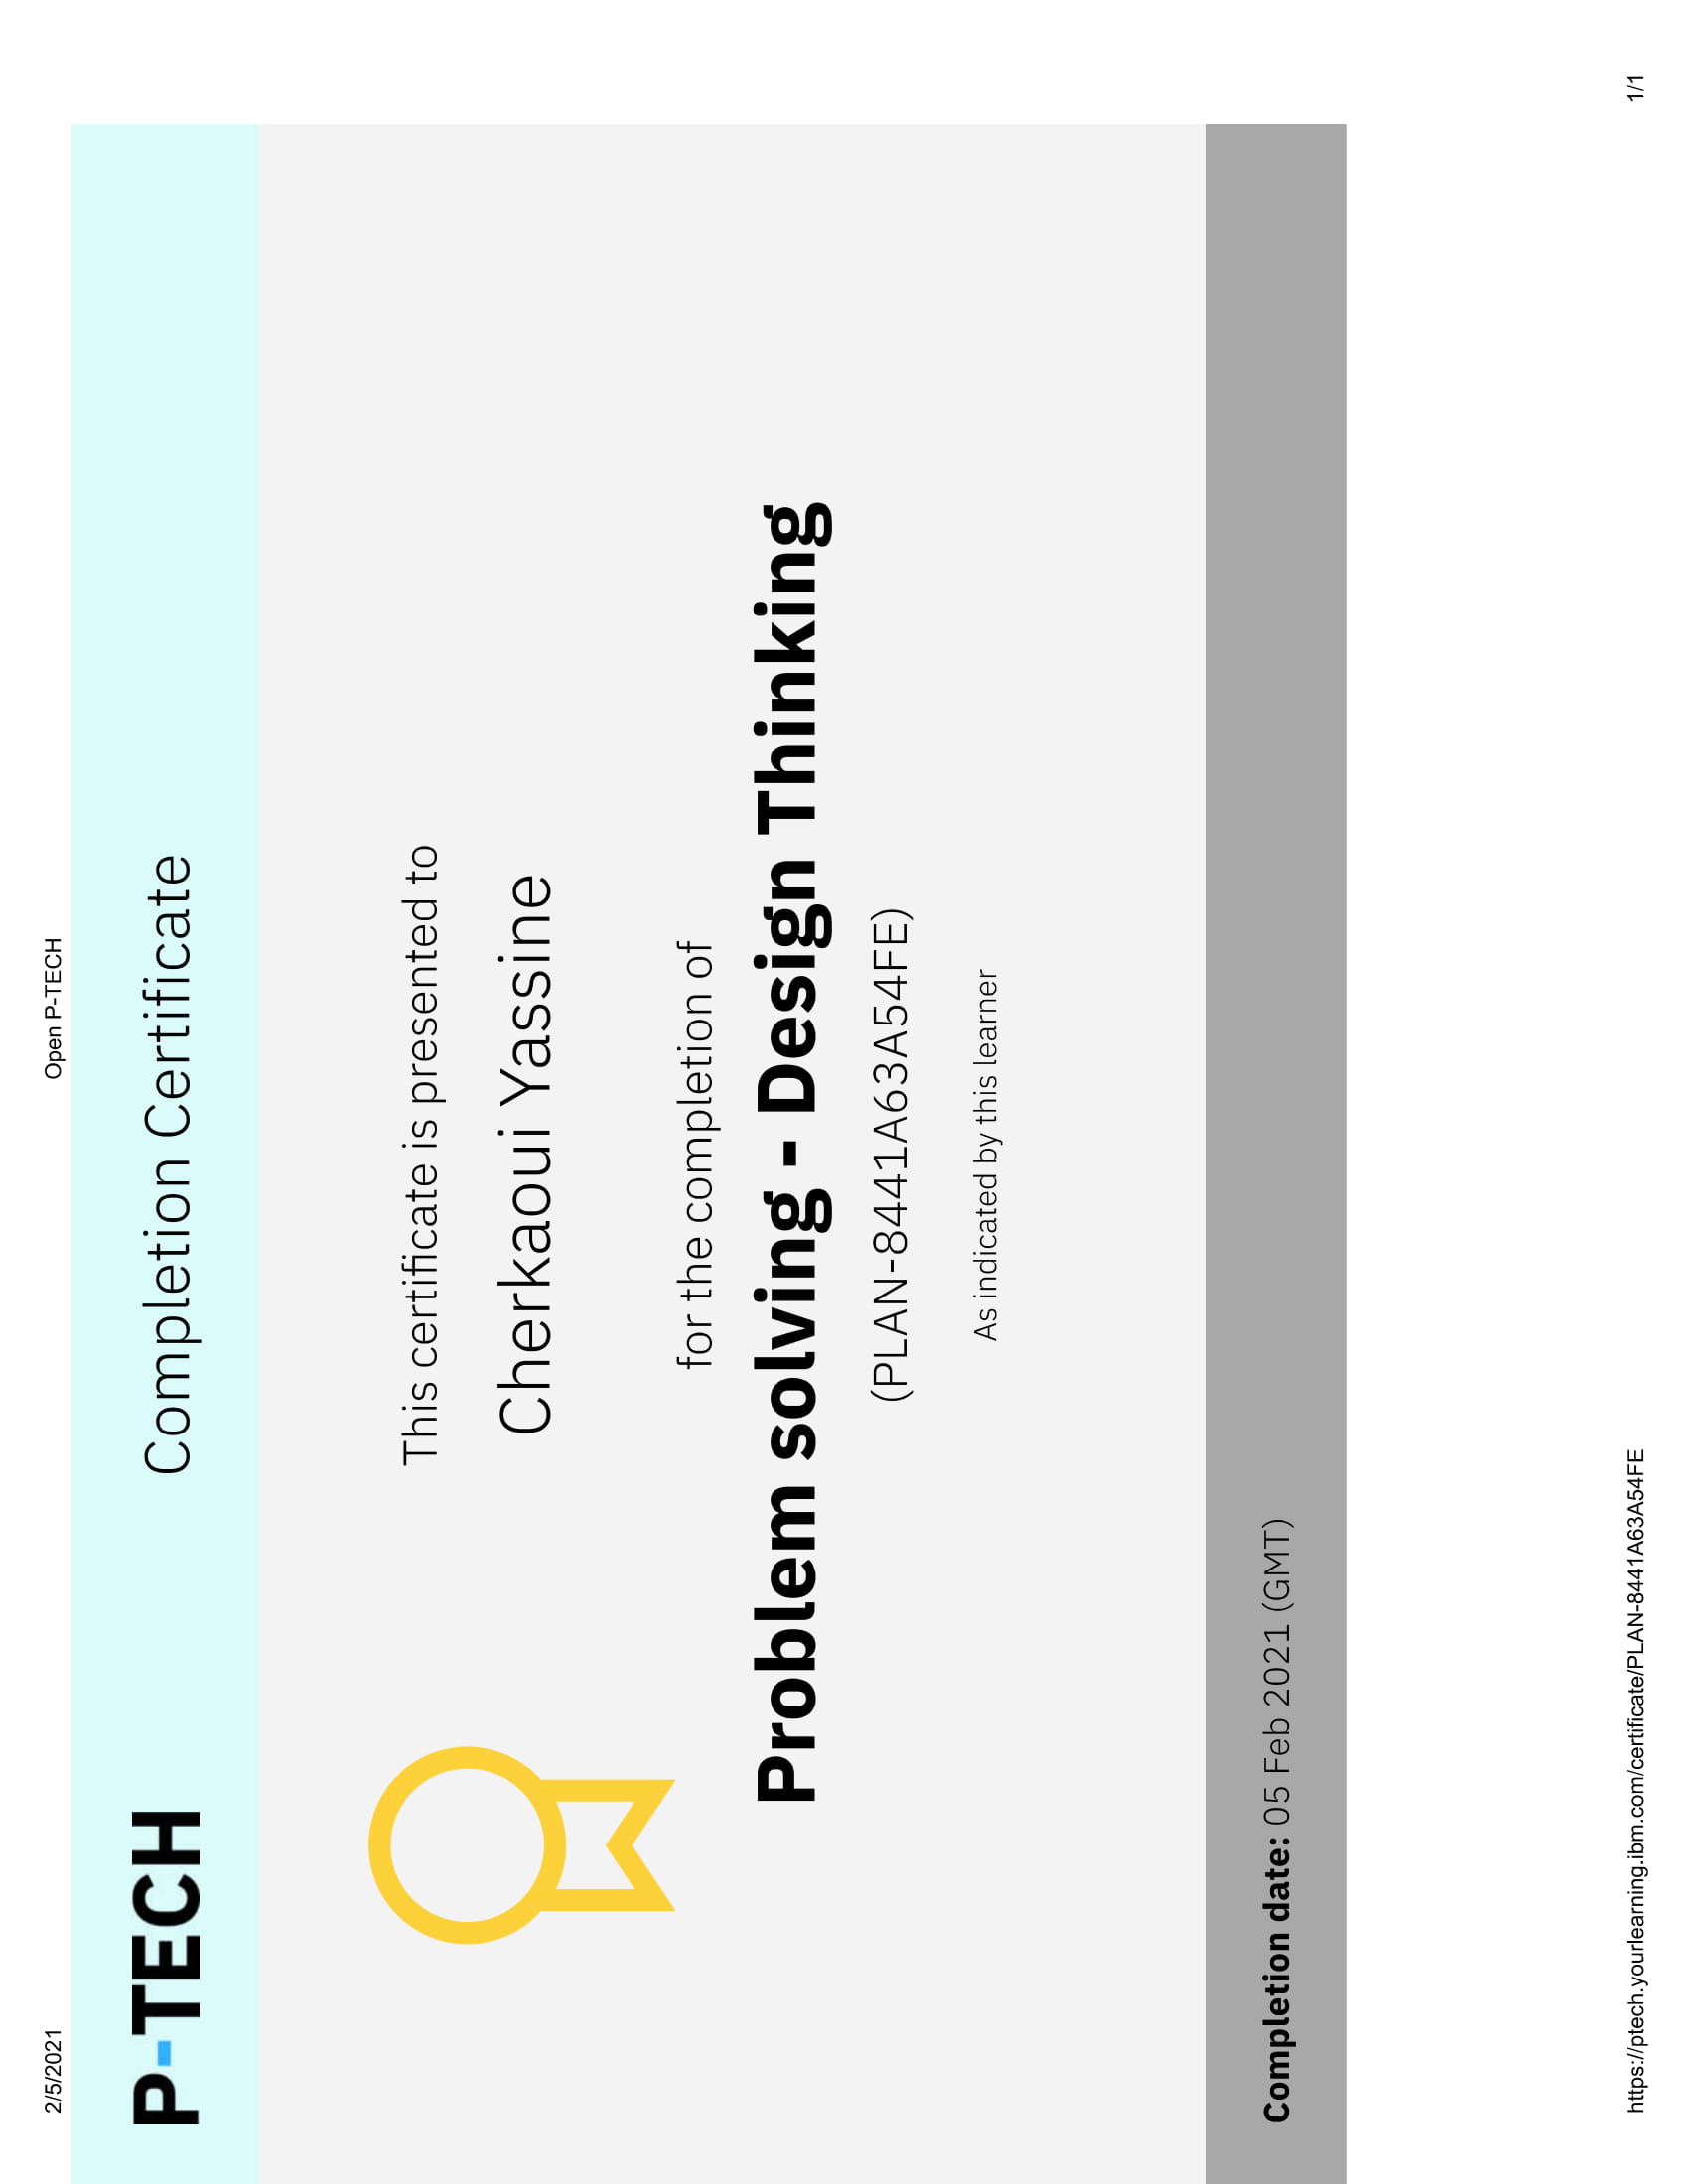 2/5/2021
Open P-TECH
P-TECH
Completion Certificate
This certificate is presented to
Cherkaoui Yassine
for the completion of
Problem solving - Design Thinking
(PLAN-8441A63A54FE)
As indicated by this learner
Completion date: 05 Feb 2021 (GMT)
https://ptech.yourlearning.ibm.com/certificate/PLAN-8441A63A54FE
1/1